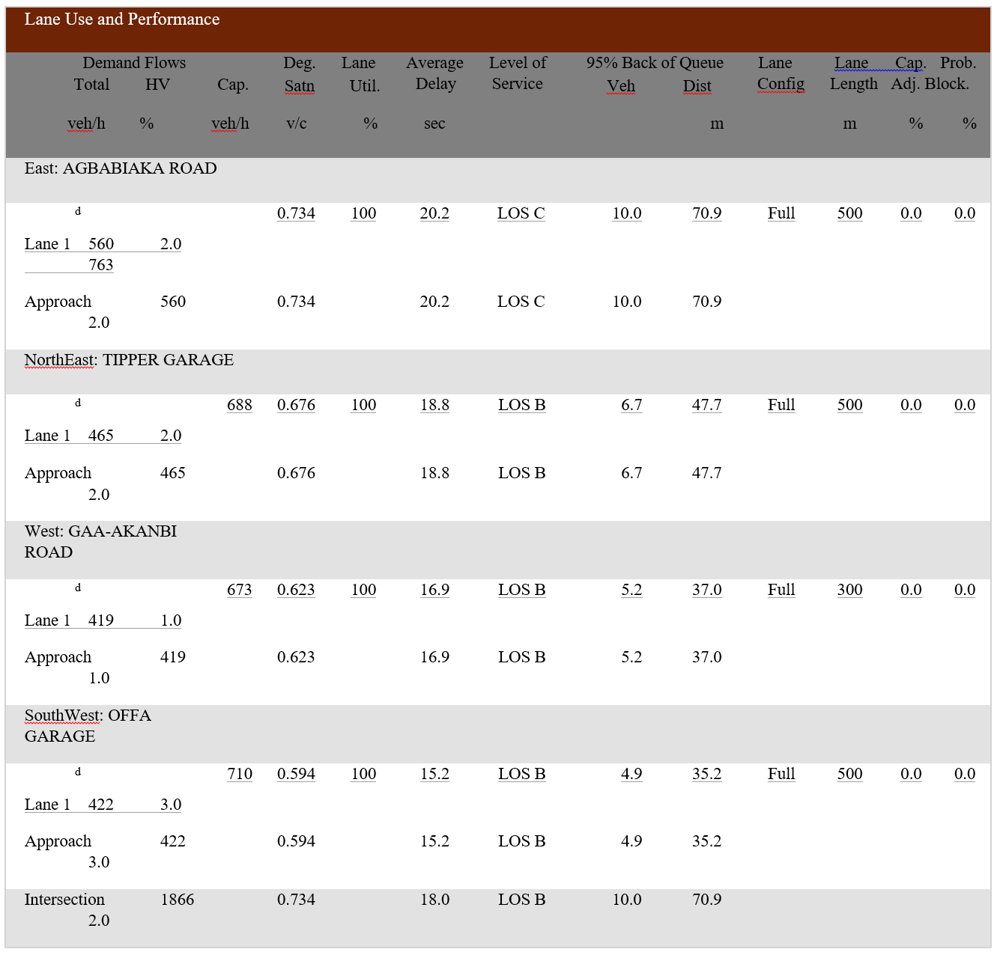 Lane Use and Performance
Demand Flows Deg. Lane Average Level of 95% Back of Queue Lane Lane Cap. Prob.
Total HV Cap. Satn Util. Delay Service Veh Dist Config Length Adj. Block.
veh/h % veh/h v/c % sec m m % %
East: AGBABIAKA ROAD
d 0.734 100 20.2 LOS C 10.0 70.9 Full 500 0.0 0.0
Lane 1 560 2.0
763
Approach 560 0.734 20.2 LOS C 10.0 70.9
2.0
NorthEast: TIPPER GARAGE
d 688 0.676 100 18.8 LOS B 6.7 47.7 Full 500 0.0 0.0
Lane 1 465 2.0
Approach 465 0.676 18.8 LOS B 6.7 47.7
2.0
West: GAA-AKANBI
ROAD
d 673 0.623 100 16.9 LOS B 5.2 37.0 Full 300 0.0 0.0
Lane 1 419 1.0
Approach 419 0.623 16.9 LOS B 5.2 37.0
1.0
SouthWest: OFFA
GARAGE
d 710 0.594 100 15.2 LOS B 4.9 35.2 Full 500 0.0 0.0
Lane 1 422 3.0
Approach 422 0.594 15.2 LOS B 4.9 35.2
3.0
Intersection 1866 0.734 18.0 LOS B 10.0 70.9
2.0